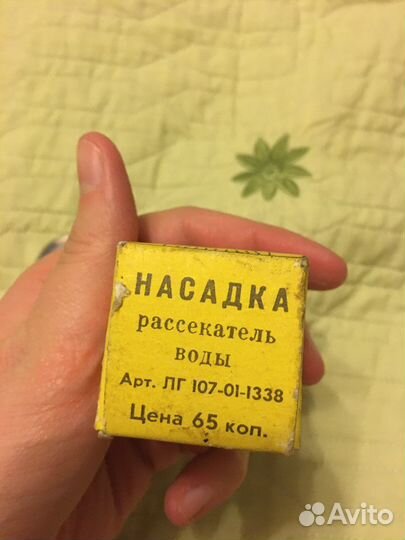 НАСАДКА
рассекатель
воды
Арт. ЛГ 107-01-1338
Цена 65 коп.
Avito